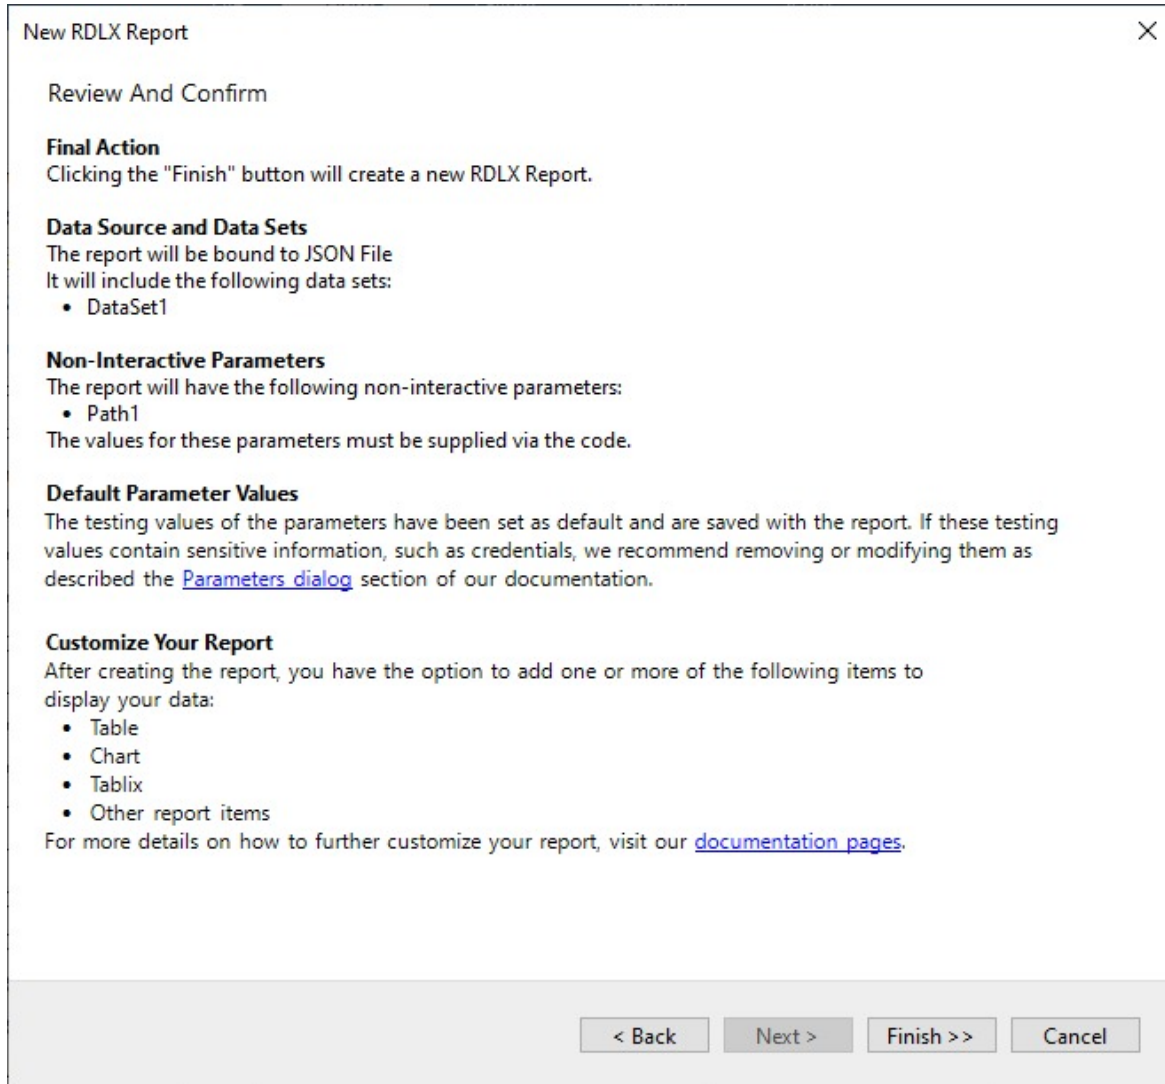 New RDLX Report
Review And Confirm
Final Action
Clicking the "Finish" button will create a new RDLX Report.
Data Source and Data Sets
The report will be bound to JSON File
It will include the following data sets:
• DataSet1
Non-Interactive Parameters
The report will have the following non-interactive parameters:
• Path1
The values for these parameters must be supplied via the code.
Default Parameter Values
The testing values of the parameters have been set as default and are saved with the report. If these testing
values contain sensitive information, such as credentials, we recommend removing or modifying them as
described the Parameters dialog section of our documentation.
Customize Your Report
After creating the report, you have the option to add one or more of the following items to
display your data:
• Table
• Chart
• Tablix
• Other report items
For more details on how to further customize your report, visit our documentation pages.
< Back Next > Finish >> Cancel